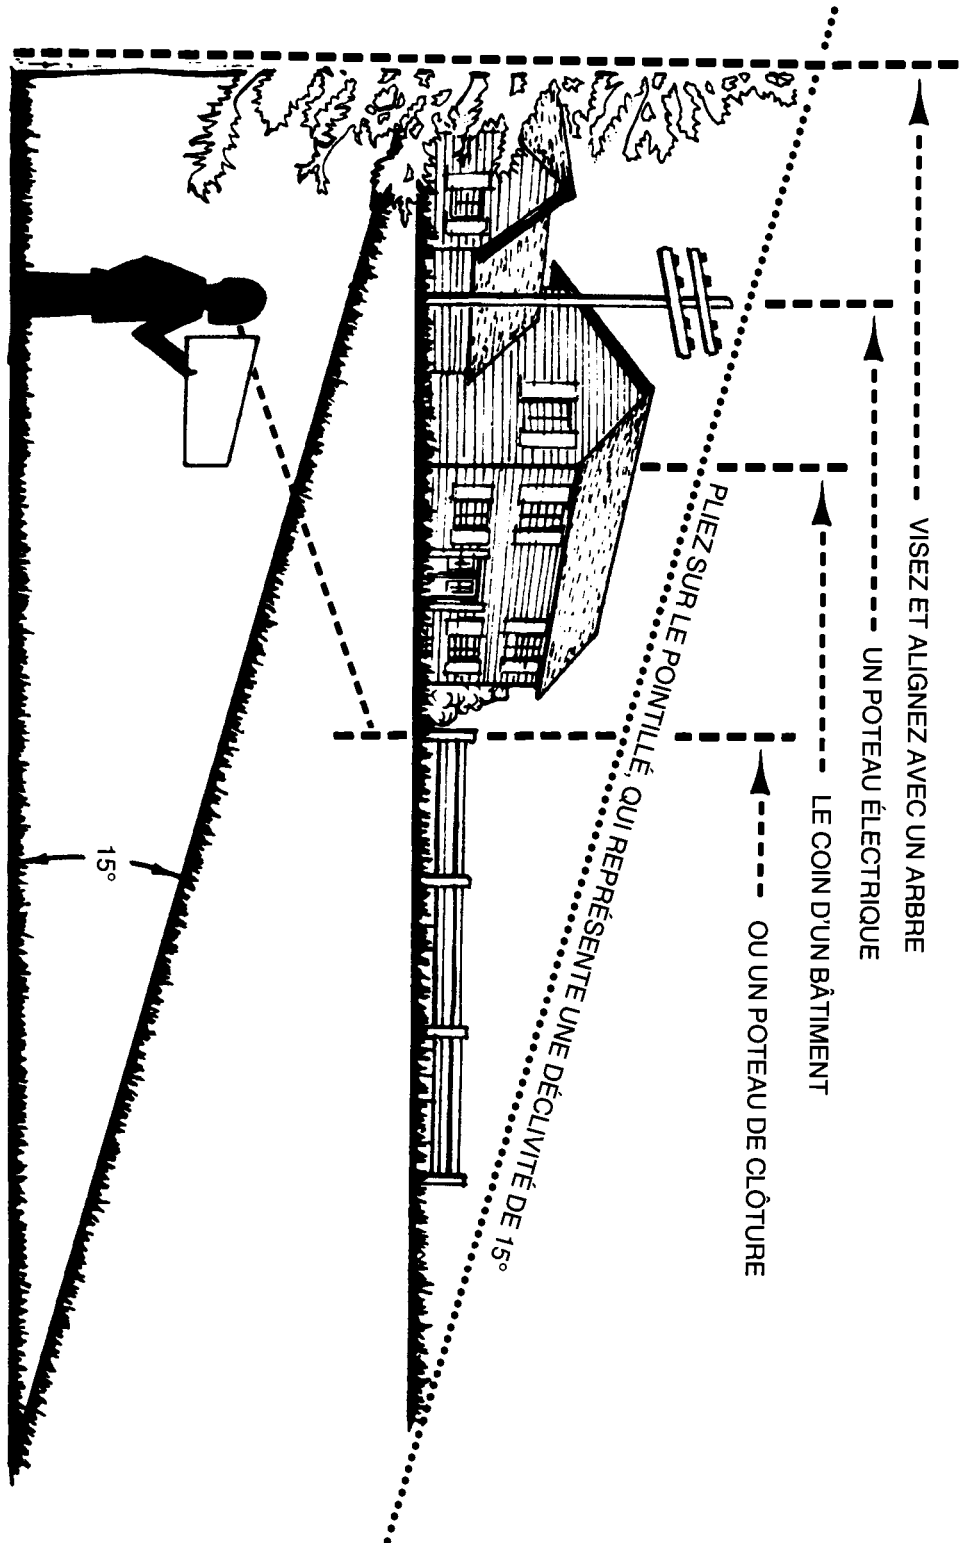 VISEZ ET ALIGNEZ AVEC UN ARBRE
UN POTEAU ÉLECTRIQUE
LE COIN D'UN BÂTIMENT
OU UN POTEAU DE CLÔTURE
PLIEZ SUR LE POINTILLÉ, QUI REPRÉSENTE UNE DÉCLIVITÉ DE 15°
15°